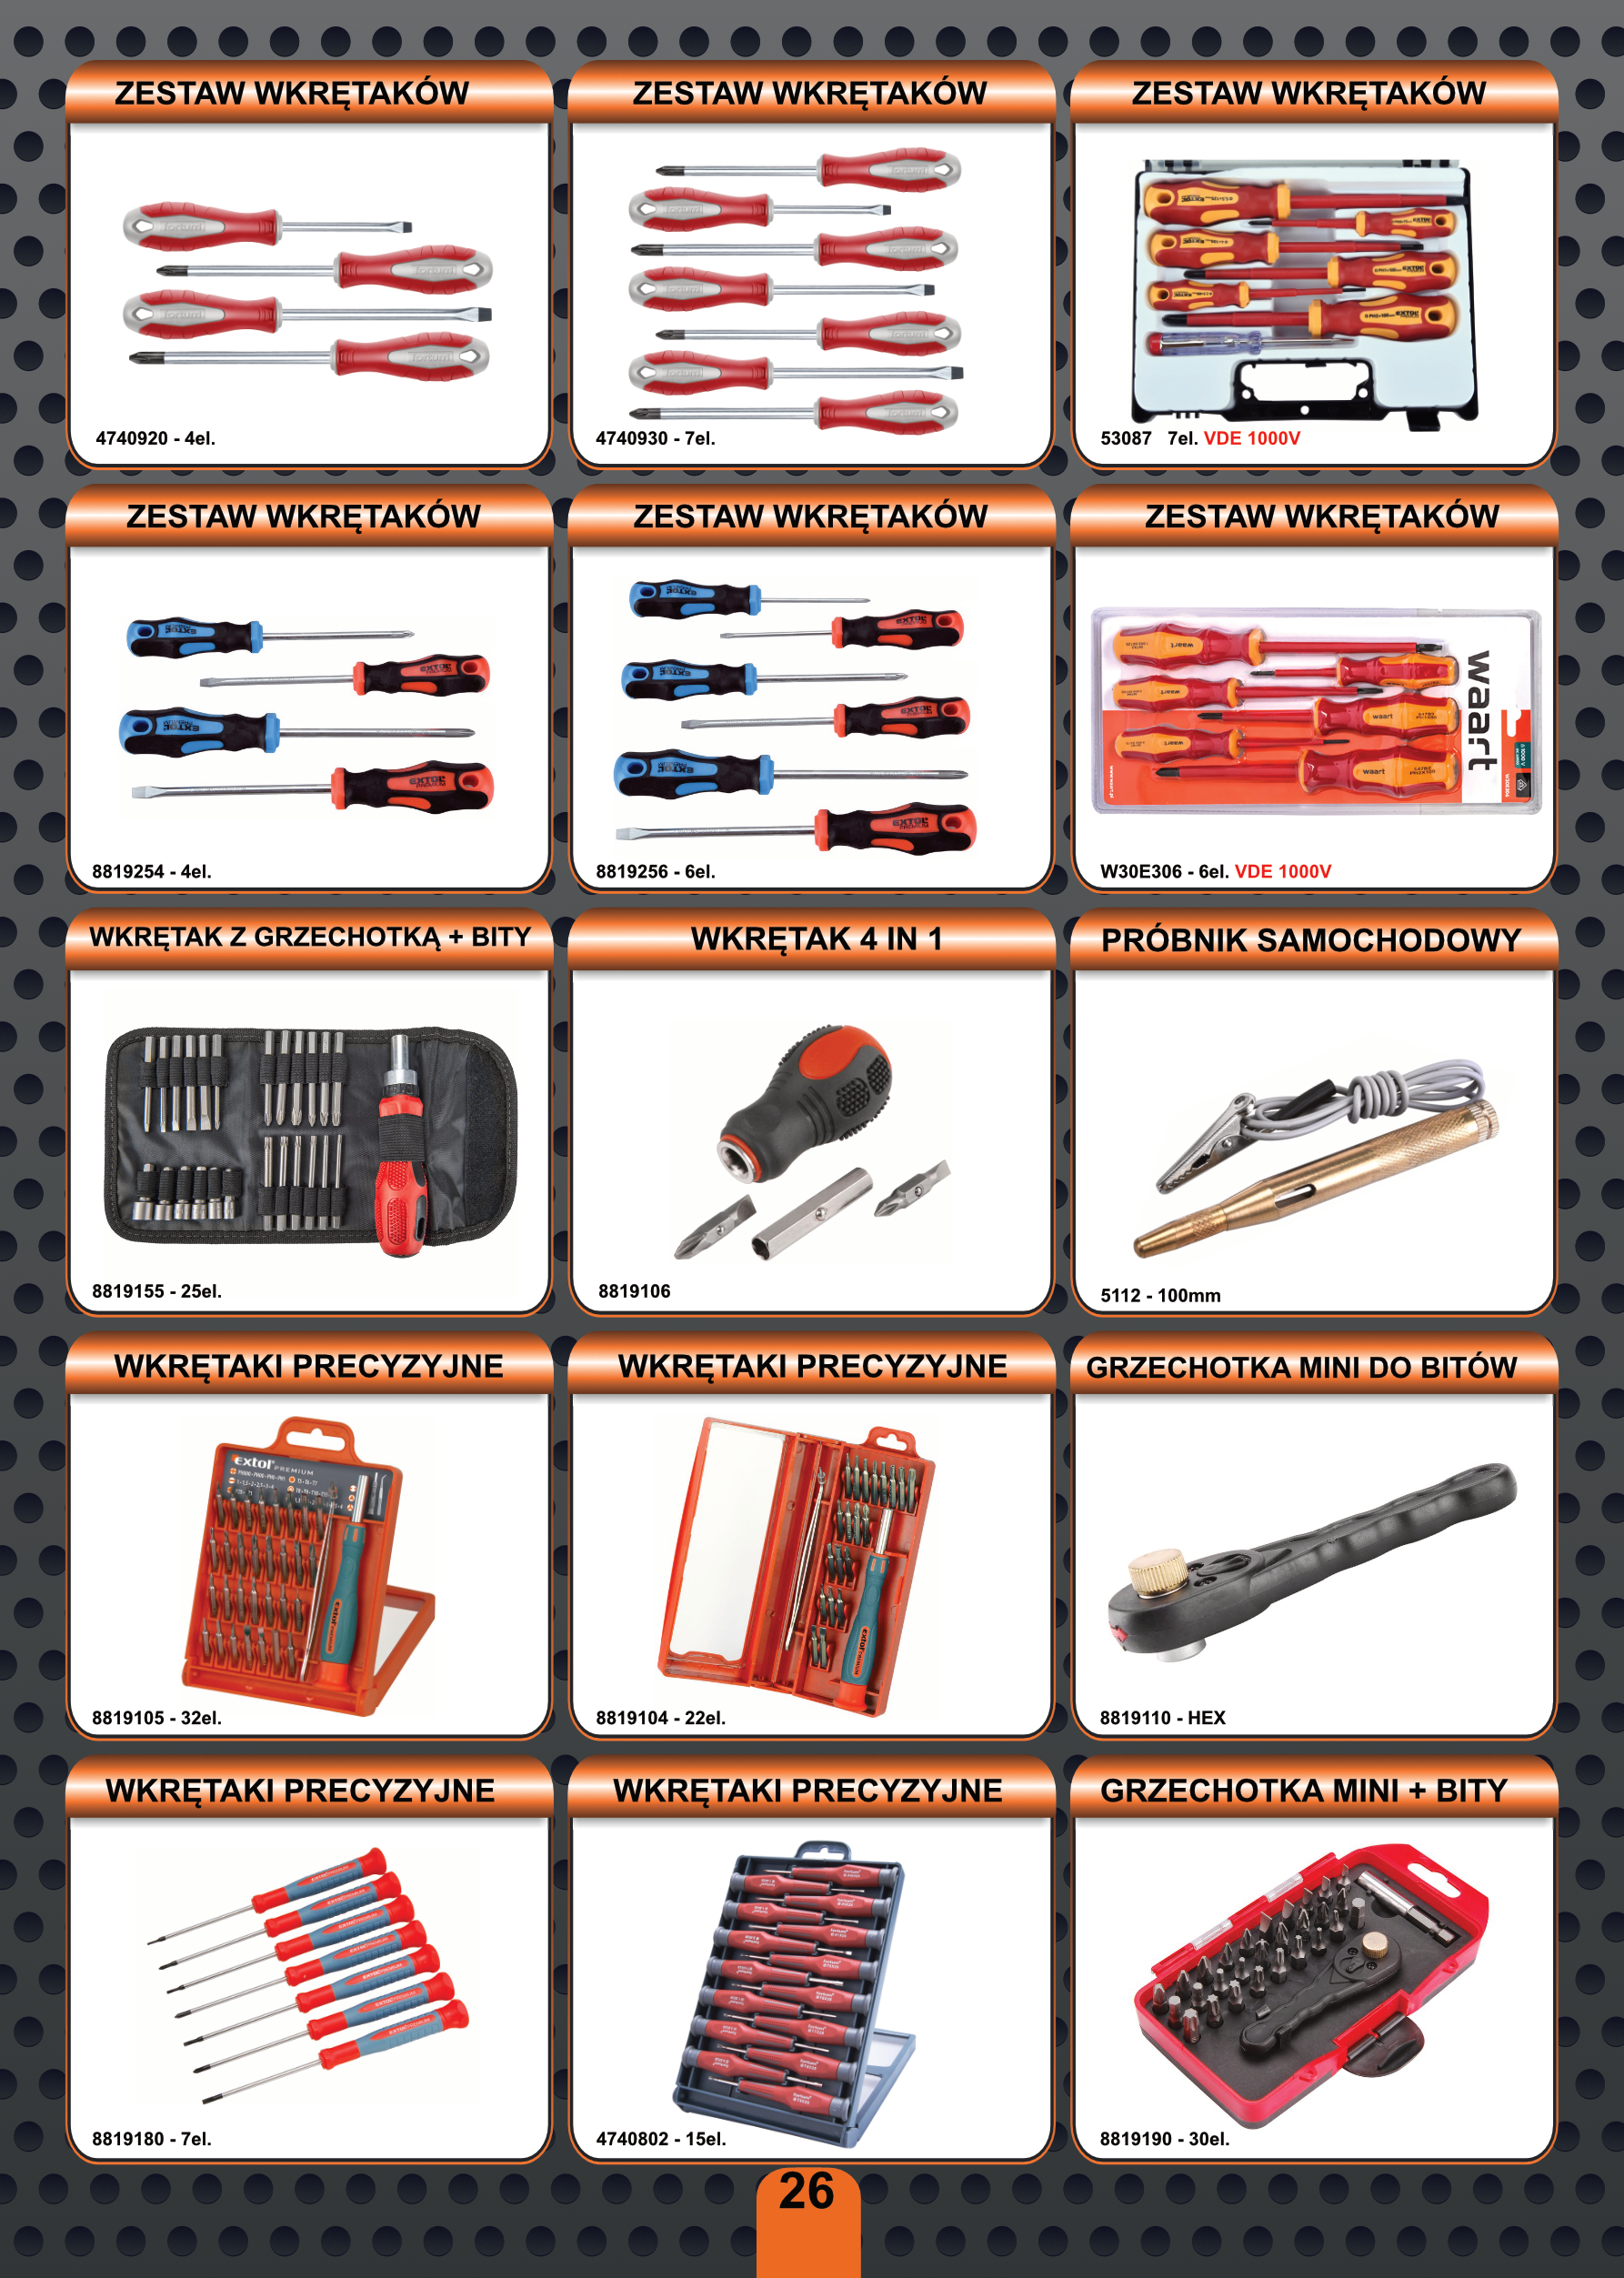 ZESTAW WKRĘTAKÓW
4740920 - 4el.
ZESTAW WKRĘTAKÓW
4740930 - 7el.
ZESTAW WKRĘTAKÓW
53087 7el. VDE 1000V
ZESTAW WKRĘTAKÓW
8819254 - 4el.
ZESTAW WKRĘTAKÓW
8819256 - 6el.
ZESTAW WKRĘTAKÓW
waart
W30E306 - 6el. VDE 1000V
WKRĘTAK Z GRZECHOTKĄ + BITY
8819155 - 25el.
WKRĘTAK 4 IN 1
8819106
PRÓBNIK SAMOCHODOWY
5112 - 100mm
WKRĘTAKI PRECYZYJNE
extol PREMIUM
8819105 - 32el.
WKRĘTAKI PRECYZYJNE
8819104 - 22el.
GRZECHOTKA MINI DO BITÓW
8819110 - HEX
WKRĘTAKI PRECYZYJNE
8819180 - 7el.
WKRĘTAKI PRECYZYJNE
4740802 - 15el.
GRZECHOTKA MINI + BITY
8819190 - 30el.
26